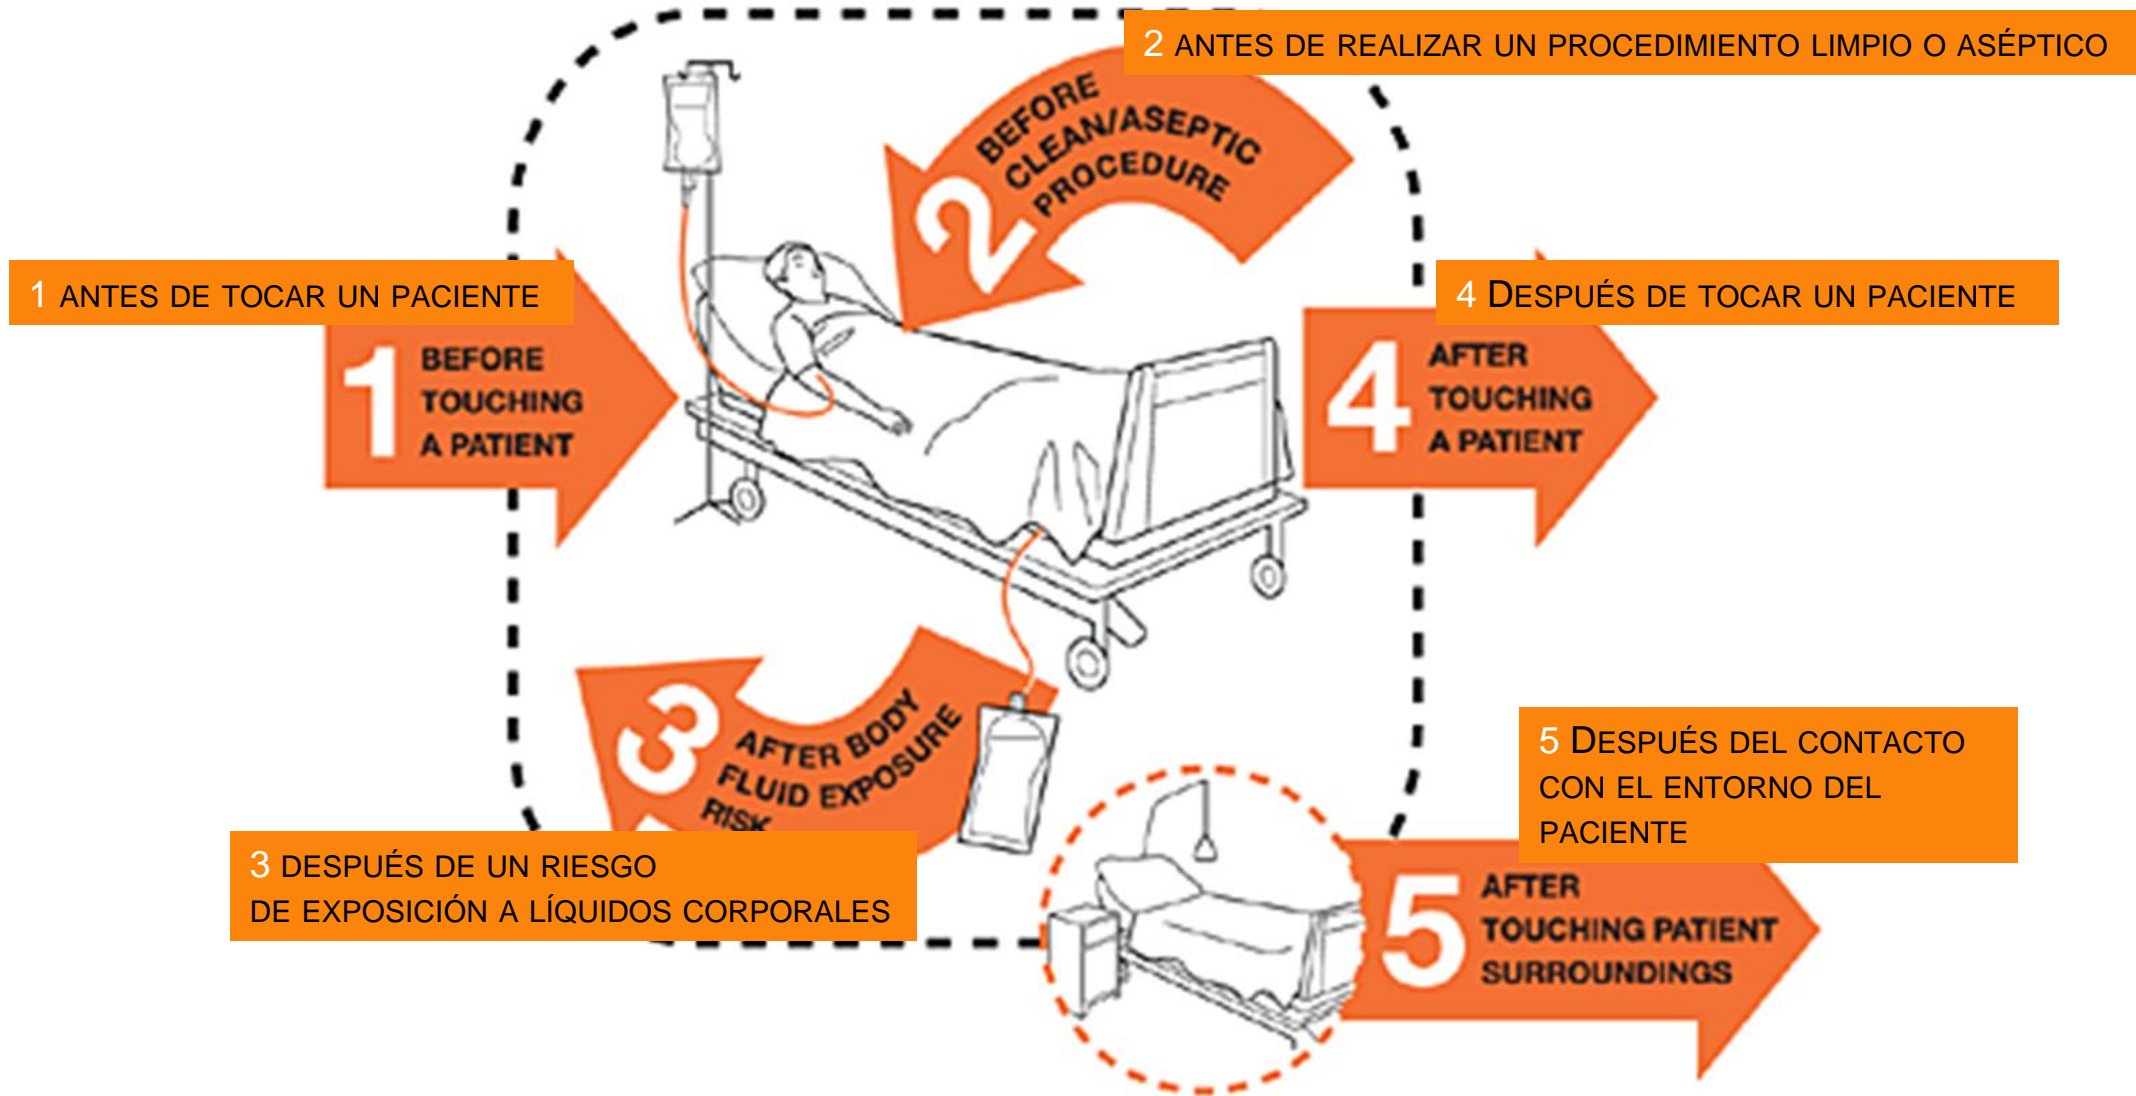 2 ANTES DE REALIZAR UN PROCEDIMIENTO LIMPIO O ASÉPTICO
BEFORE
CLEAN/ASEPTIC
PROCEDURE
2
1 ANTES DE TOCAR UN PACIENTE
1
BEFORE
TOUCHING
A PATIENT
4 DESPUÉS DE TOCAR UN PACIENTE
4
AFTER
TOUCHING
A PATIENT
3
AFTER BODY
FLUID EXPOSURE
RISK
3 DESPUÉS DE UN RIESGO
DE EXPOSICIÓN A LÍQUIDOS CORPORALES
5 DESPUÉS DEL CONTACTO
CON EL ENTORNO DEL
PACIENTE
5
AFTER
TOUCHING PATIENT
SURROUNDINGS